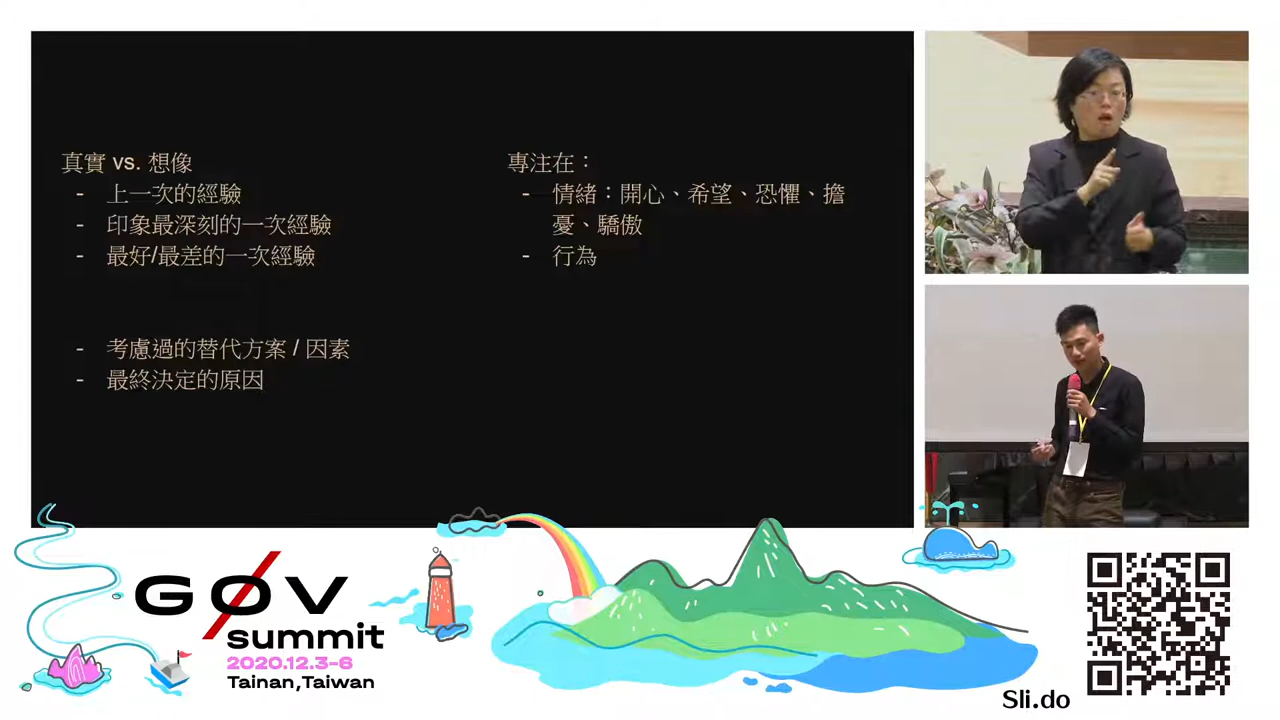 真實 vs. 想像
- 上一次的經驗
- 印象最深刻的一次經驗
- 最好/最差的一次經驗
- 考慮過的替代方案 / 因素
- 最終決定的原因
專注在：
- 情緒：開心、希望、恐懼、擔
憂、驕傲
- 行為
GØV
summit
2020.12.3-6
Tainan,Taiwan
Sli.do